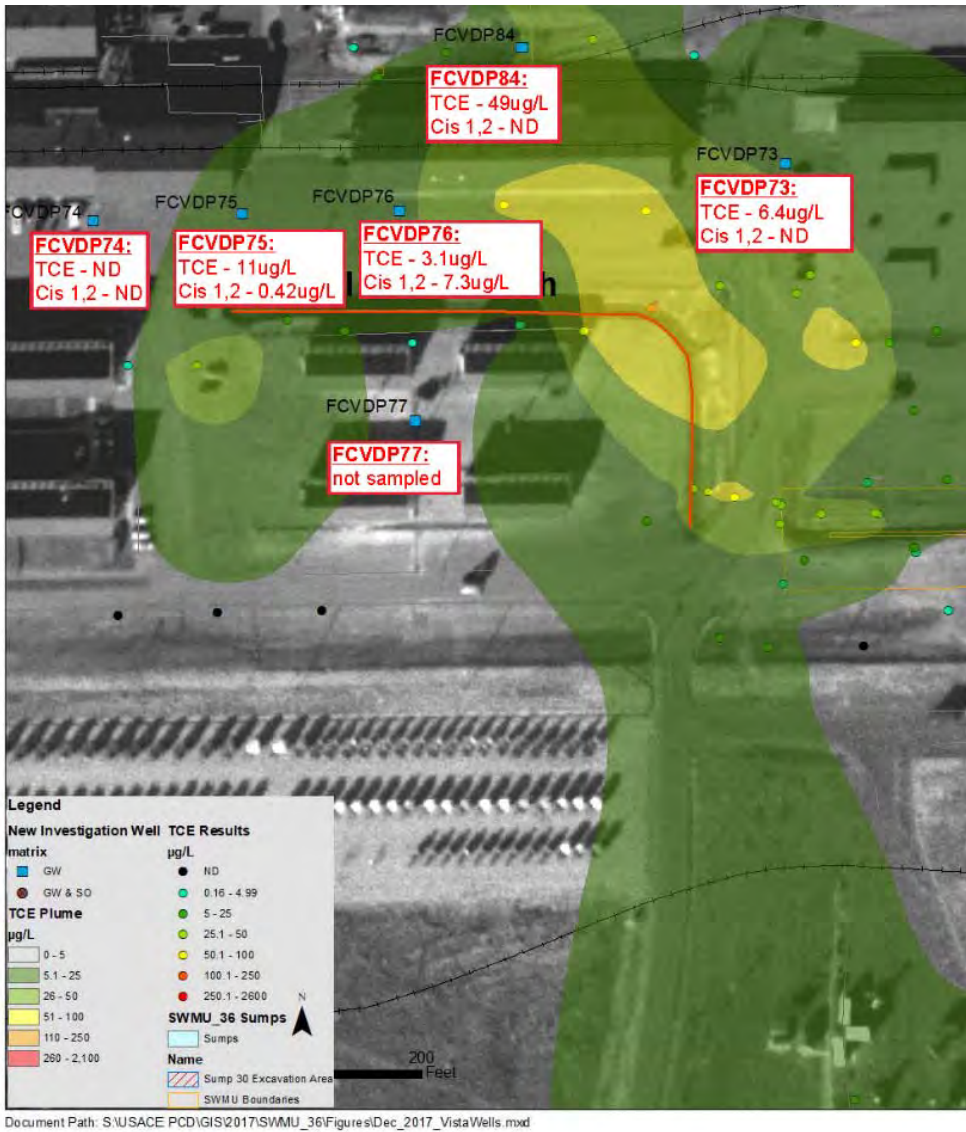 FCVDP84
FCVDP84:
TCE - 49ug/L
Cis 1,2 - ND
FCVDP73
FCVDP73:
TCE - 6.4ug/L
Cis 1,2 - ND
FCVDP74
FCVDP74:
TCE - ND
Cis 1,2 - ND
FCVDP75
FCVDP75:
TCE - 11ug/L
Cis 1,2 - 0.42ug/L
FCVDP76
FCVDP76:
TCE - 3.1ug/L
Cis 1,2 - 7.3ug/L
FCVDP77
FCVDP77:
not sampled
Legend
New Investigation Well
matrix
GW
GW & SO
TCE Plume
µg/L
0 - 5
5.1 - 25
26 - 50
51 - 100
110 - 250
260 - 2,100
TCE Results
µg/L
ND
0.16 - 4.99
5 - 25
25.1 - 50
50.1 - 100
100.1 - 250
250.1 - 2600
SWMU_36 Sumps
Sumps
Name
Sump 30 Excavation Area
SWMU Boundaries
N
200
Feet
Document Path: S:\USACE PCD\GIS\2017\SWMU_36\Figures\Dec_2017_VistaWells.mxd